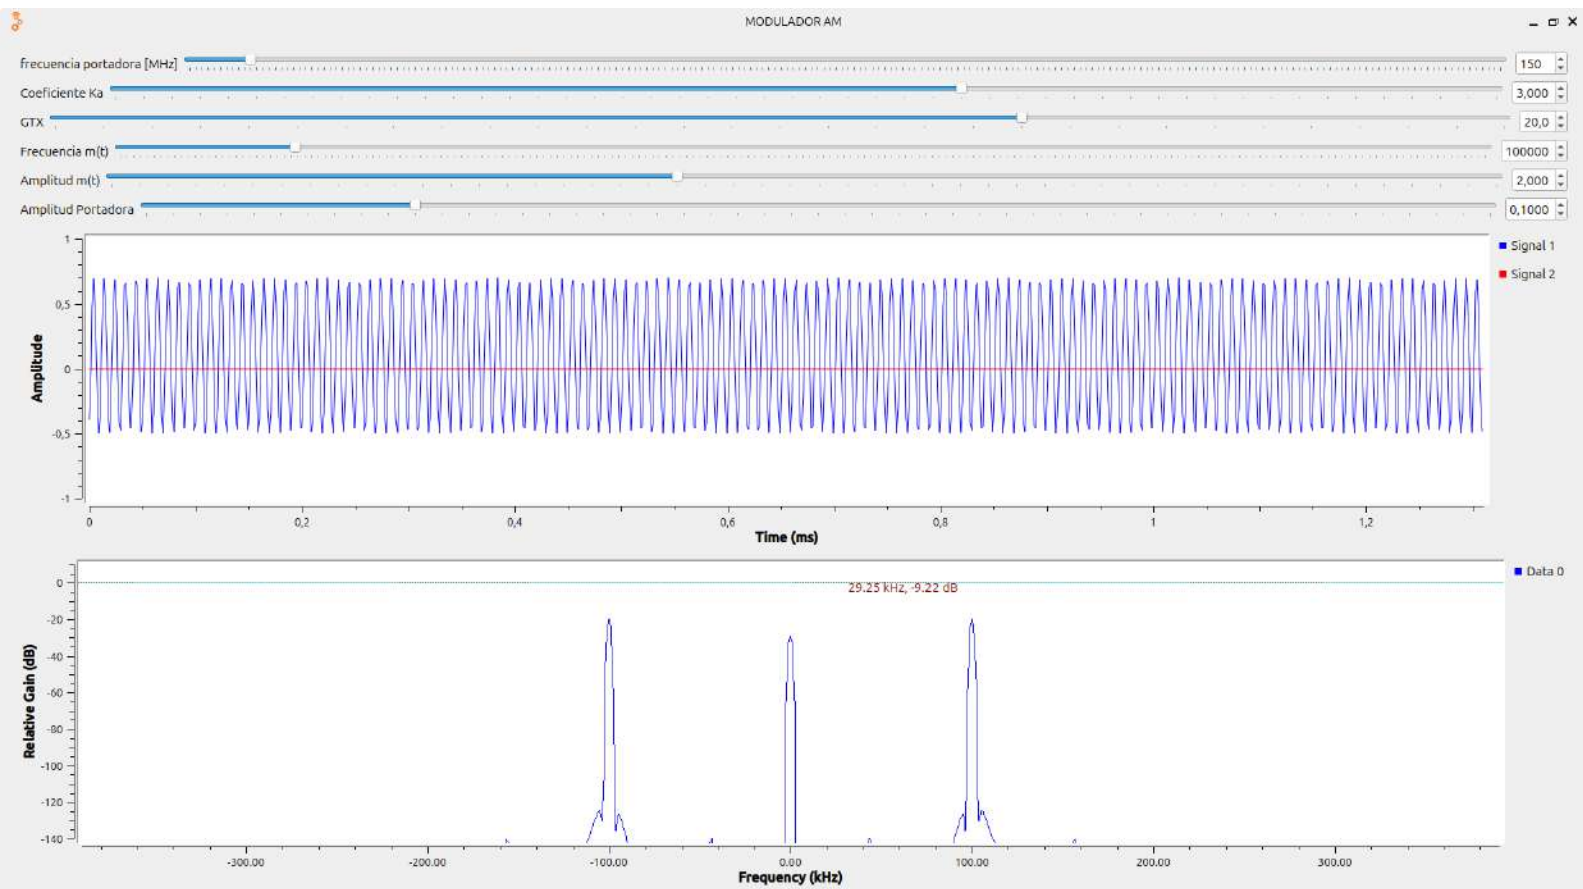 MODULADOR AM
frecuencia portadora [MHz] 150
Coeficiente Ka 3,000
GTX 20,0
Frecuencia m(t) 100000
Amplitud m(t) 2,000
Amplitud Portadora 0,1000
Signal 1
Signal 2
Amplitude
1
0,5
0
-0,5
-1
0 0,2 0,4 0,6 0,8 1 1,2
Time (ms)
Data 0
29.25 kHz, -9.22 dB
Relative Gain (dB)
0
-20
-40
-60
-80
-100
-120
-140
-300.00 -200.00 -100.00 0.00 100.00 200.00 300.00
Frequency (kHz)